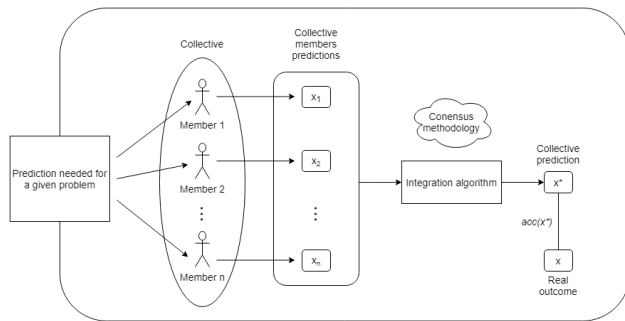 Collective
Collective
members
predictions
Member 1
x1
Conensus
methodology
Prediction needed for
a given problem
Member 2
x2
Integration algorithm
Collective
prediction
x*
acc(x*)
Member n
xn
x
Real
outcome